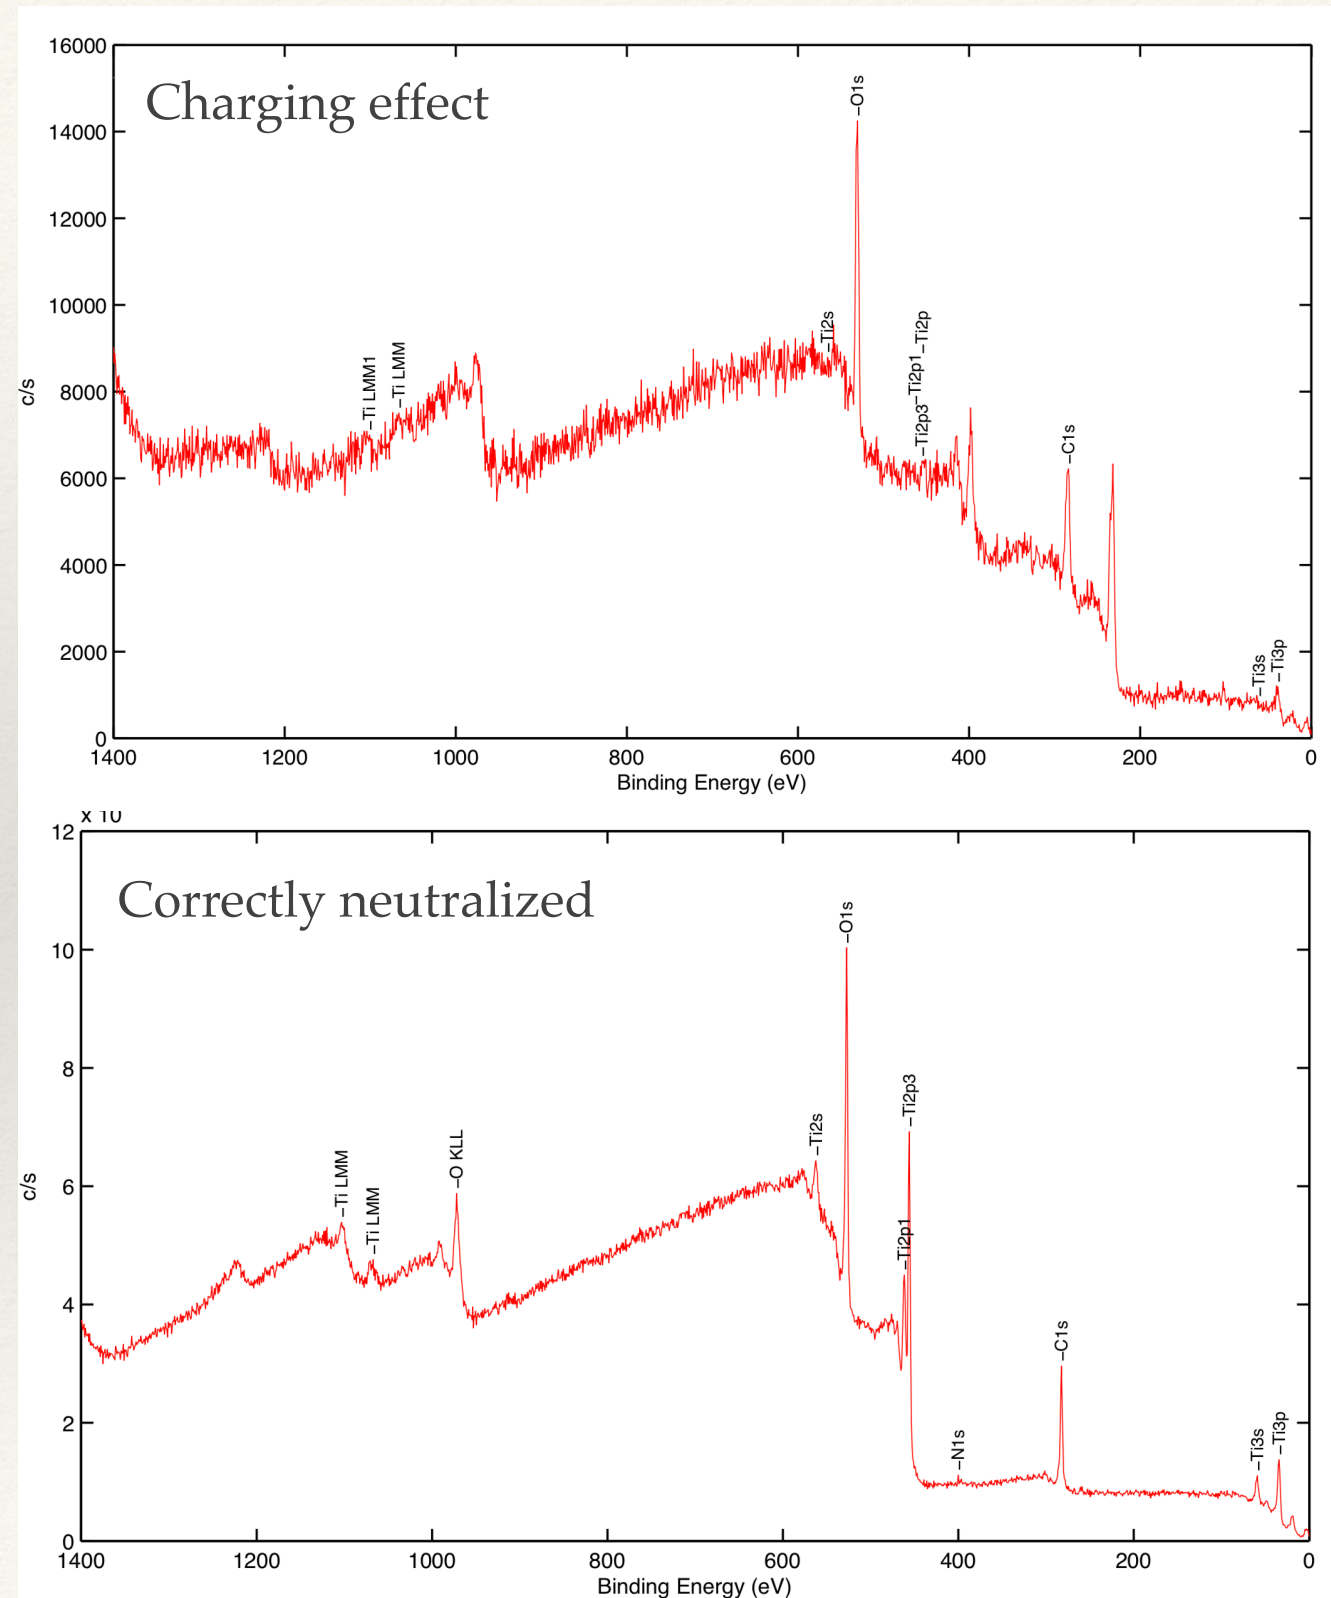 Charging effect
16000
14000
12000
10000
8000
6000
4000
2000
0
c/s
–Ti LMM1
–Ti LMM
–Ti2s
–O1s
–Ti2p3 –Ti2p1 –Ti2p
–C1s
–Ti3s
–Ti3p
1400 1200 1000 800 600 400 200 0
Binding Energy (eV)
x 10
Correctly neutralized
12
10
8
6
4
2
0
c/s
–Ti LMM
–Ti LMM
–O KLL
–Ti2s
–O1s
–Ti2p1
–Ti2p3
–N1s
–C1s
–Ti3s
–Ti3p
1400 1200 1000 800 600 400 200 0
Binding Energy (eV)